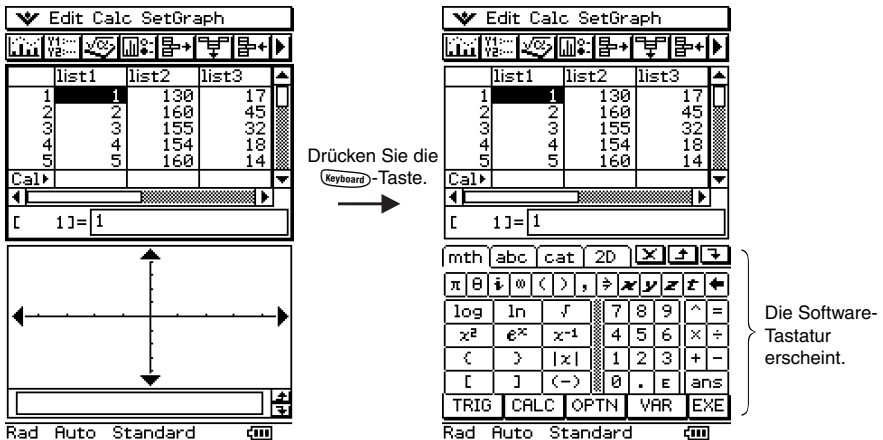 Edit Calc SetGraph
list1 list2 list3
1 1 130 17
2 2 160 45
3 3 155 32
4 4 154 18
5 5 160 14
Cal▸
[ 1]= 1
Rad Auto Standard
Drücken Sie die
Keyboard-Taste.
Edit Calc SetGraph
list1 list2 list3
1 1 130 17
2 2 160 45
3 3 155 32
4 4 154 18
5 5 160 14
Cal▸
[ 1]= 1
mth abc cat 2D
π θ i ∞ ( ) , ⇒ x y z t ←
log ln √ 7 8 9 ^ =
x² eˣ x⁻¹ 4 5 6 × ÷
{ } |x| 1 2 3 + −
[ ] (−) 0 . E ans
TRIG CALC OPTN VAR EXE
Rad Auto Standard
Die Software-
Tastatur
erscheint.